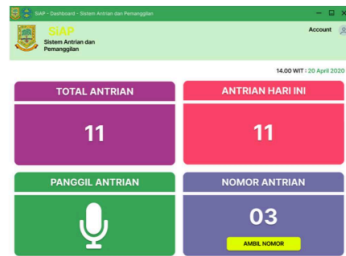 SIAP - Dashboard - Sistem Antrian dan Pemanggilan
SIAP
Sistem Antrian dan
Pemanggilan
Account
14.00 WIT | 20 April 2020
TOTAL ANTRIAN
11
ANTRIAN HARI INI
11
PANGGIL ANTRIAN
NOMOR ANTRIAN
03
AMBIL NOMOR